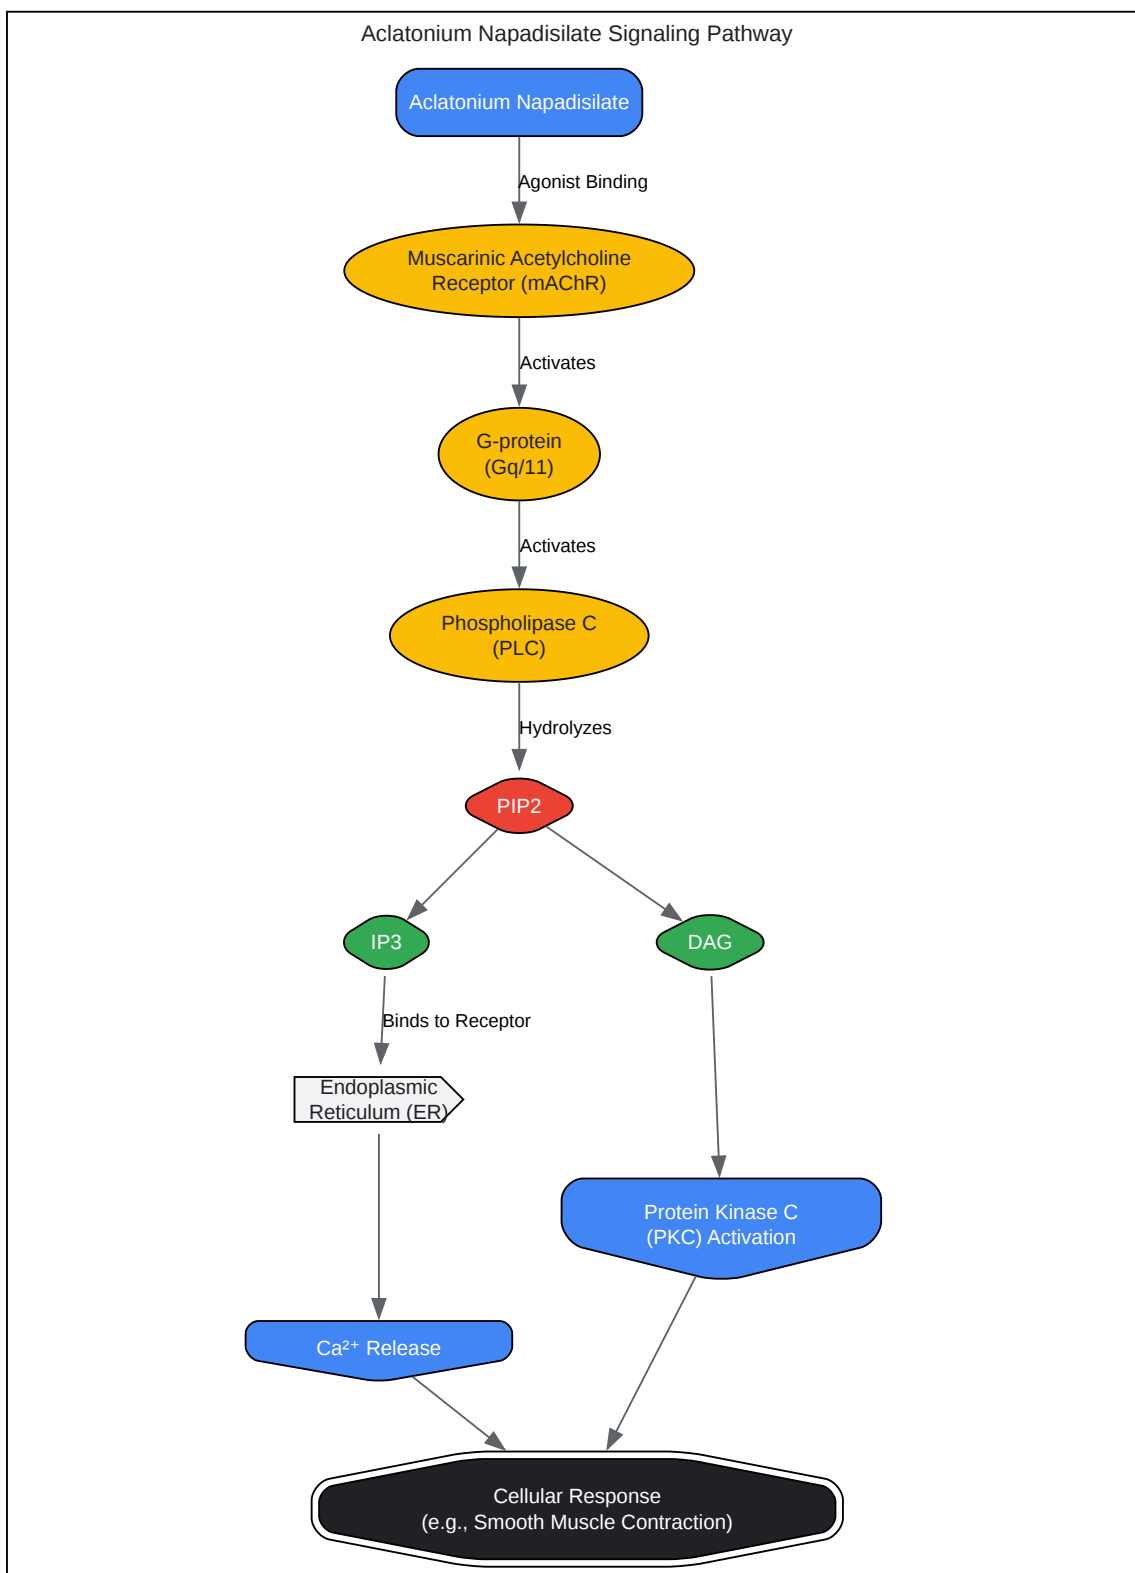 Aclatonium Napadisilate Signaling Pathway
Aclatonium Napadisilate
Agonist Binding
Muscarinic Acetylcholine
Receptor (mAChR)
Activates
G-protein
(Gq/11)
Activates
Phospholipase C
(PLC)
Hydrolyzes
PIP2
IP3
DAG
Binds to Receptor
Endoplasmic
Reticulum (ER)
Protein Kinase C
(PKC) Activation
Ca²⁺ Release
Cellular Response
(e.g., Smooth Muscle Contraction)